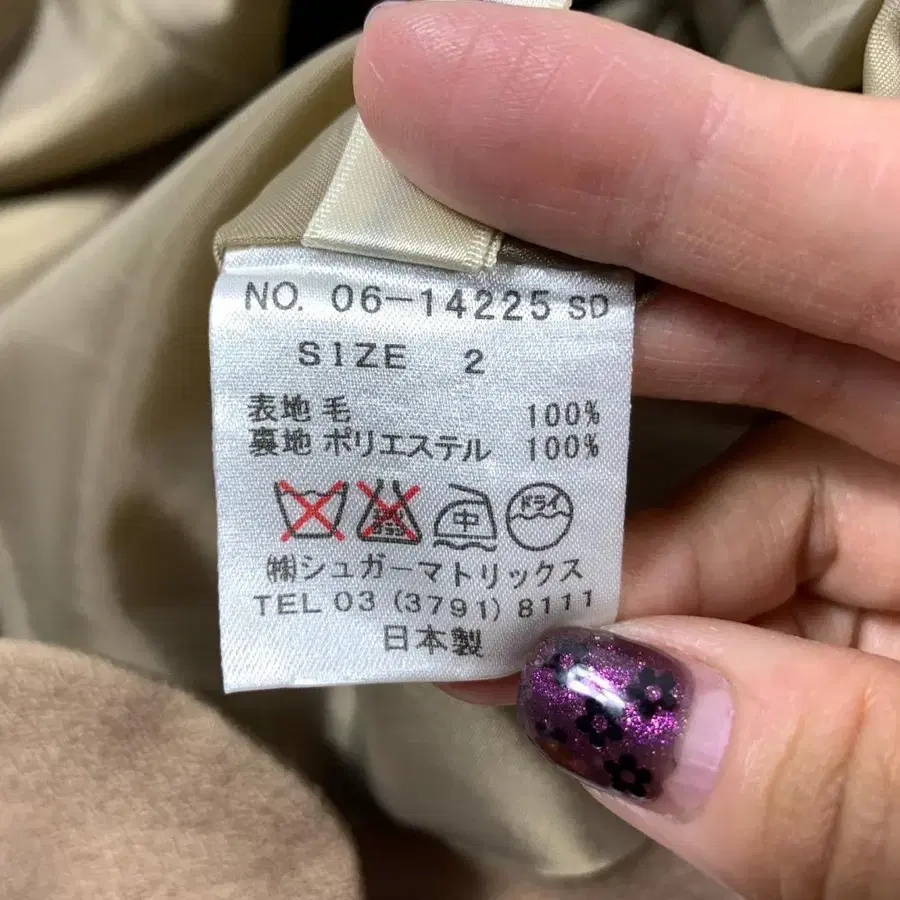 NO. 06-14225 SD
SIZE 2
表地 毛 100%
裏地 ポリエステル 100%
中 ドライ
㈱シュガーマトリックス
TEL 03 (3791) 8111
日本製